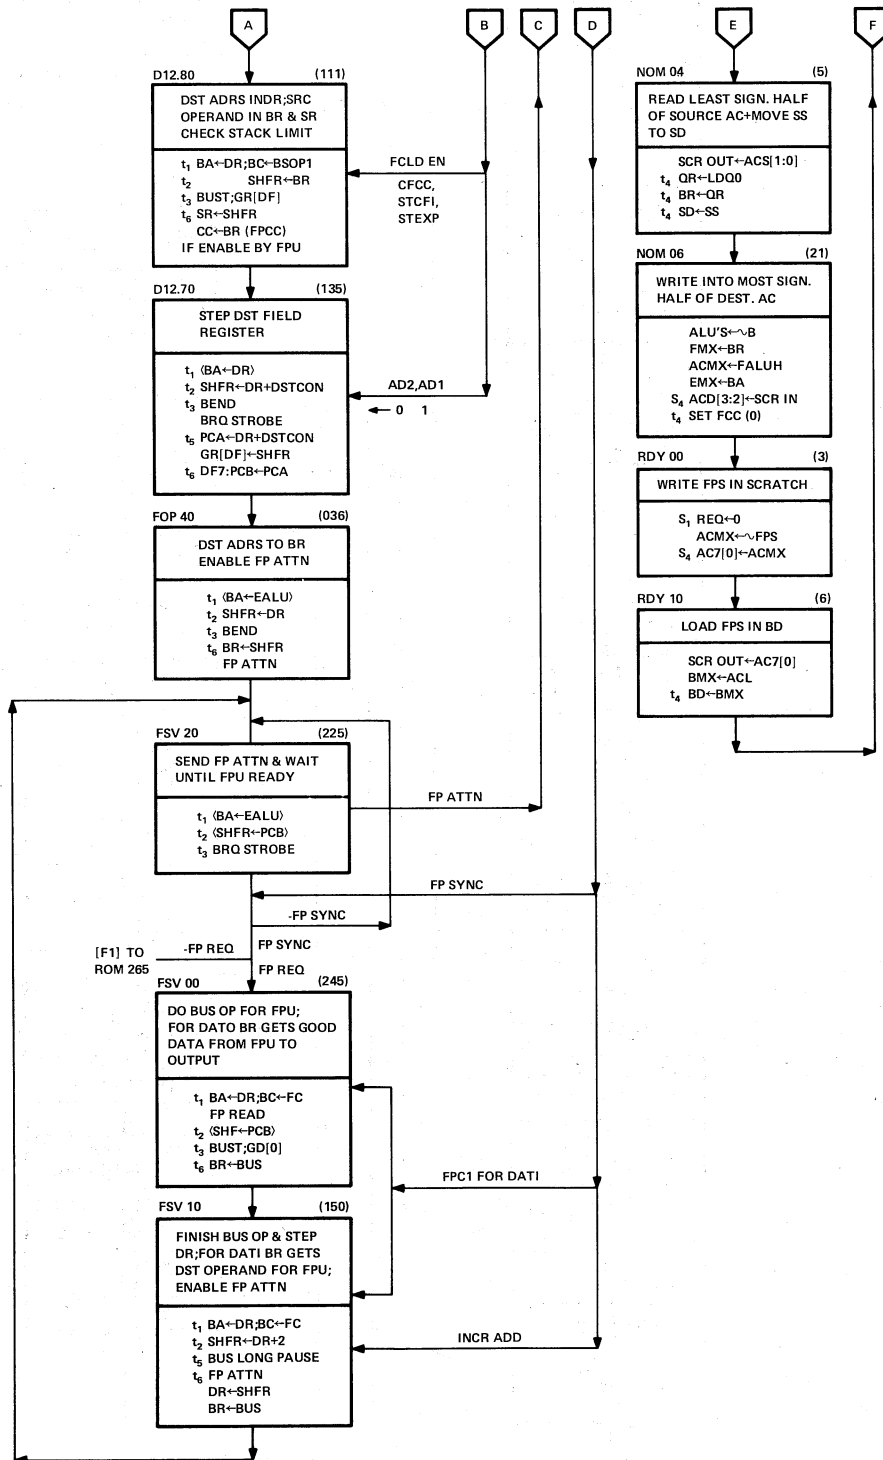 A
B
C
D
E
F
D12.80 (111)
DST ADRS INDR;SRC
OPERAND IN BR & SR
CHECK STACK LIMIT
t1 BA←DR;BC←BSOP1
t2 SHFR←BR
t3 BUST;GR[DF]
t6 SR←SHFR
CC←BR (FPCC)
IF ENABLE BY FPU
FCLD EN
CFCC,
STCFI,
STEXP
D12.70 (135)
STEP DST FIELD
REGISTER
t1 ⟨BA←DR⟩
t2 SHFR←DR+DSTCON
t3 BEND
BRQ STROBE
t5 PCA←DR+DSTCON
GR[DF]←SHFR
t6 DF7:PCB←PCA
AD2,AD1
← 0 1
FOP 40 (036)
DST ADRS TO BR
ENABLE FP ATTN
t1 ⟨BA←EALU⟩
t2 SHFR←DR
t3 BEND
t6 BR←SHFR
FP ATTN
FSV 20 (225)
SEND FP ATTN & WAIT
UNTIL FPU READY
t1 ⟨BA←EALU⟩
t2 ⟨SHFR←PCB⟩
t3 BRQ STROBE
FP ATTN
FP SYNC
-FP SYNC
[F1] TO
ROM 265
-FP REQ
FP SYNC
FP REQ
FSV 00 (245)
DO BUS OP FOR FPU;
FOR DATO BR GETS GOOD
DATA FROM FPU TO
OUTPUT
t1 BA←DR;BC←FC
FP READ
t2 ⟨SHF←PCB⟩
t3 BUST;GD[0]
t6 BR←BUS
FPC1 FOR DATI
FSV 10 (150)
FINISH BUS OP & STEP
DR;FOR DATI BR GETS
DST OPERAND FOR FPU;
ENABLE FP ATTN
t1 BA←DR;BC←FC
t2 SHFR←DR+2
t5 BUS LONG PAUSE
t6 FP ATTN
DR←SHFR
BR←BUS
INCR ADD
NOM 04 (5)
READ LEAST SIGN. HALF
OF SOURCE AC+MOVE SS
TO SD
SCR OUT←ACS[1:0]
t4 QR←LDQ0
t4 BR←QR
t4 SD←SS
NOM 06 (21)
WRITE INTO MOST SIGN.
HALF OF DEST. AC
ALU'S←∿B
FMX←BR
ACMX←FALUH
EMX←BA
S4 ACD[3:2]←SCR IN
t4 SET FCC (0)
RDY 00 (3)
WRITE FPS IN SCRATCH
S1 REQ←0
ACMX←∿FPS
S4 AC7[0]←ACMX
RDY 10 (6)
LOAD FPS IN BD
SCR OUT←AC7[0]
BMX←ACL
t4 BD←BMX